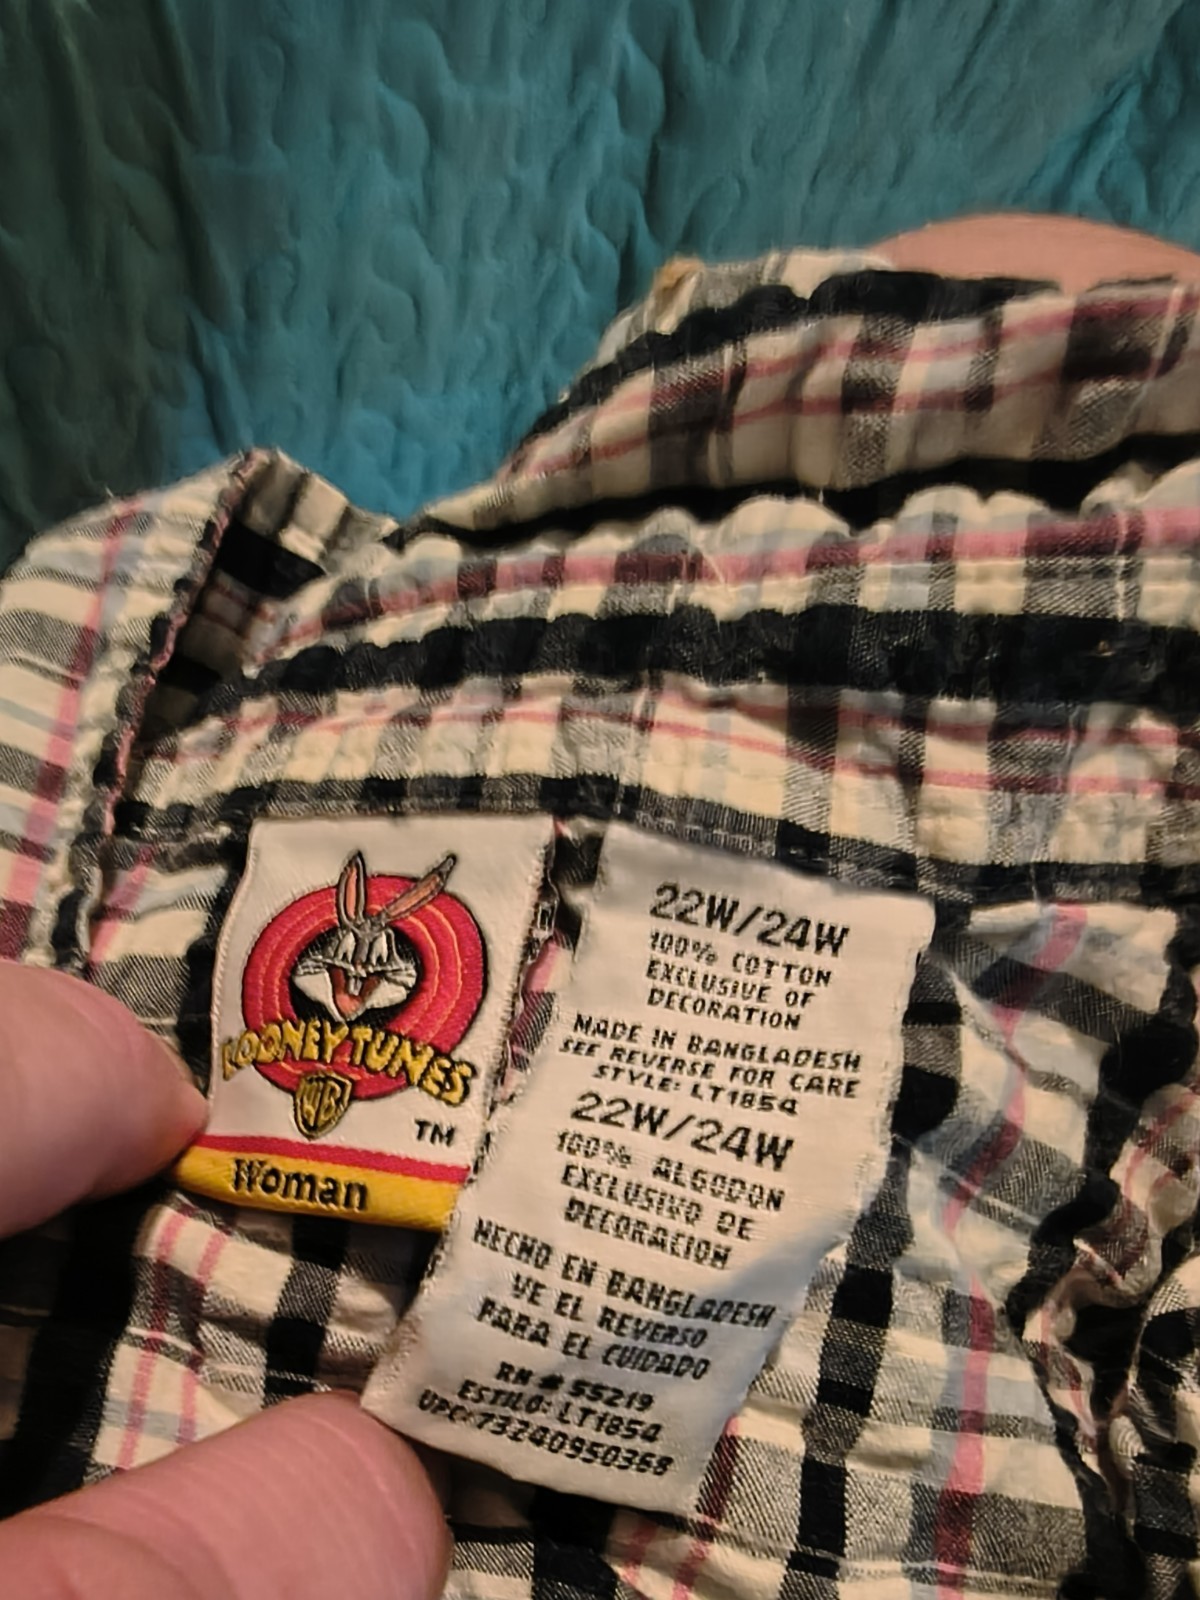 LOONEY TUNES
WB
TM
Woman
22W/24W
100% COTTON
EXCLUSIVE OF
DECORATION
MADE IN BANGLADESH
SEE REVERSE FOR CARE
STYLE: LT1854
22W/24W
100% ALGODON
EXCLUSIVO DE
DECORACION
HECHO EN BANGLADESH
VE EL REVERSO
PARA EL CUIDADO
RN # 55219
ESTILO: LT1854
UPC: 73240950368